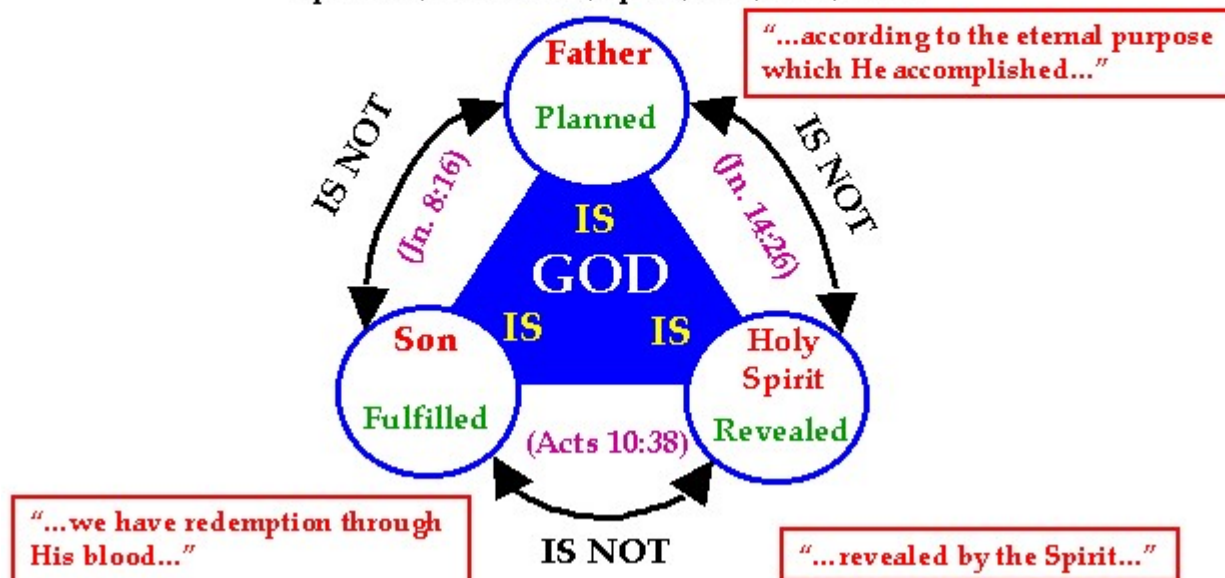 Father
Planned
"...according to the eternal purpose
which He accomplished..."
IS NOT
(Jn. 8:16)
(Jn. 14:26)
IS NOT
IS
GOD
IS
IS
Son
Fulfilled
Holy
Spirit
Revealed
(Acts 10:38)
IS NOT
"...we have redemption through
His blood..."
"...revealed by the Spirit..."